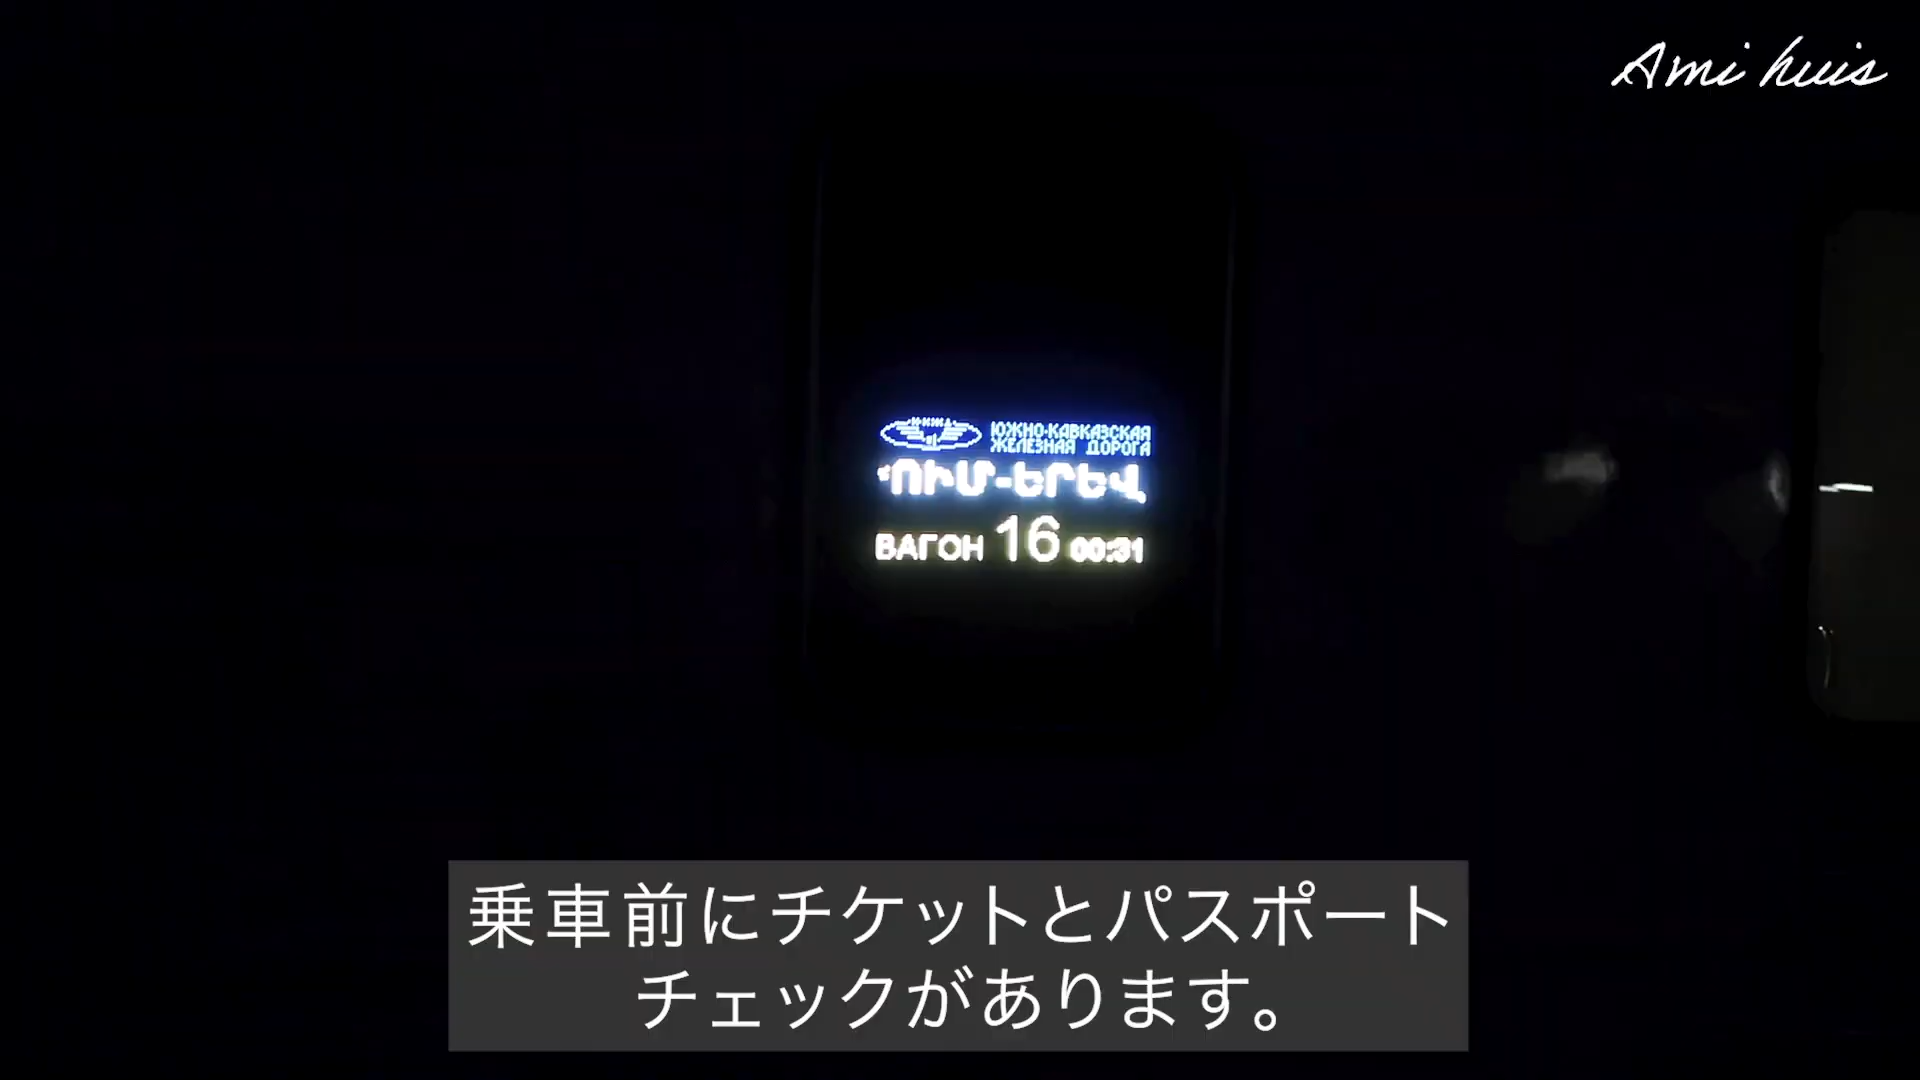 Ami huis
ЮЖНО-КАВКАЗСКАЯ
ЖЕЛЕЗНАЯ ДОРОГА
ՈՒՄ-ԵՐԵՎ
ВАГОН 16 00:31
乗車前にチケットとパスポート
チェックがあります。